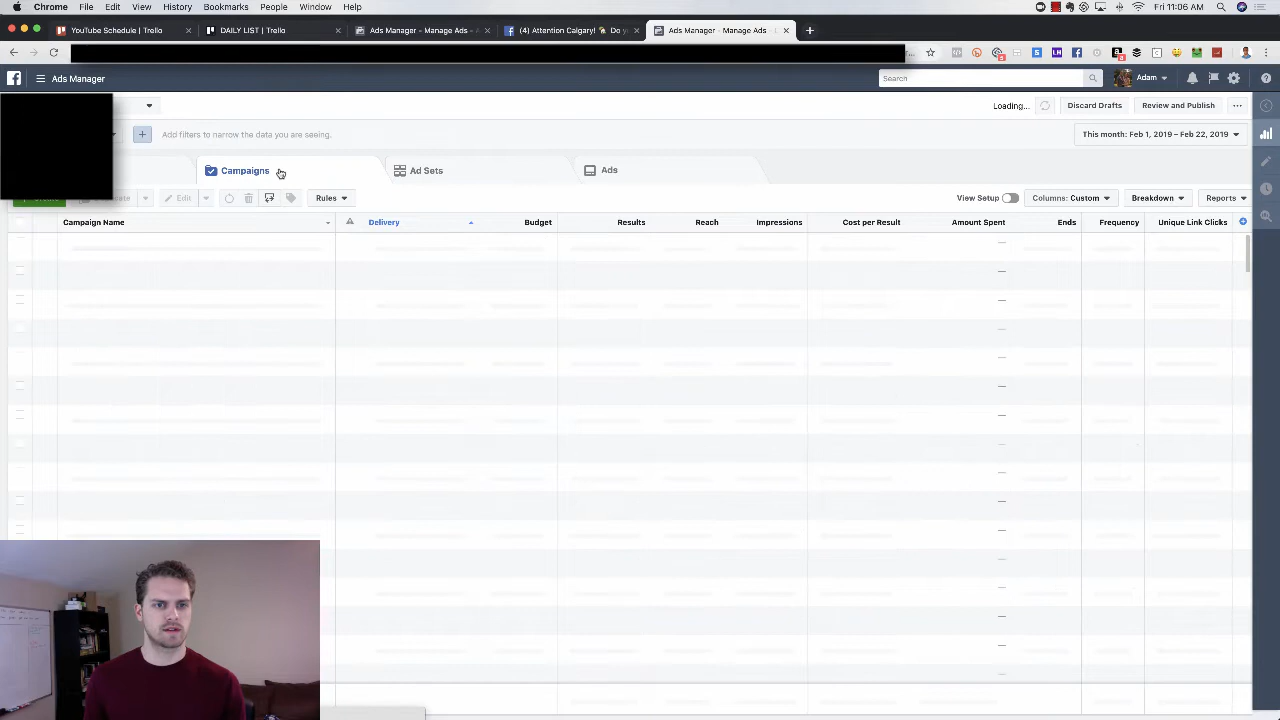 Chrome File Edit View History Bookmarks People Window Help Fri 11:06 AM
YouTube Schedule | Trello DAILY LIST | Trello Ads Manager - Manage Ads - (4) Attention Calgary! Do y Ads Manager - Manage Ads - L
Ads Manager Search Adam
Loading... Discard Drafts Review and Publish
Add filters to narrow the data you are seeing. This month: Feb 1, 2019 – Feb 22, 2019
Campaigns Ad Sets Ads
Edit Rules View Setup Columns: Custom Breakdown Reports
Campaign Name Delivery Budget Results Reach Impressions Cost per Result Amount Spent Ends Frequency Unique Link Clicks